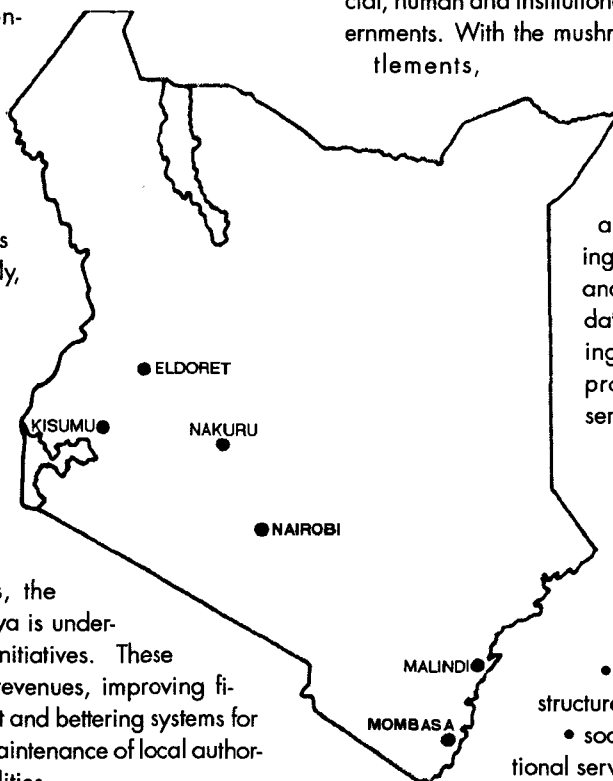 cial, human and institutional
ernments. With the mushr
tlements,
ELDORET
KISUMU
NAKURU
NAIROBI
MALINDI
MOMBASA
the
ya is under-
nitiatives. These
revenues, improving fi-
t and bettering systems for
aintenance of local author-
a
ing
and
dat
ing
pro
ser
•
structure
• soc
tional serv